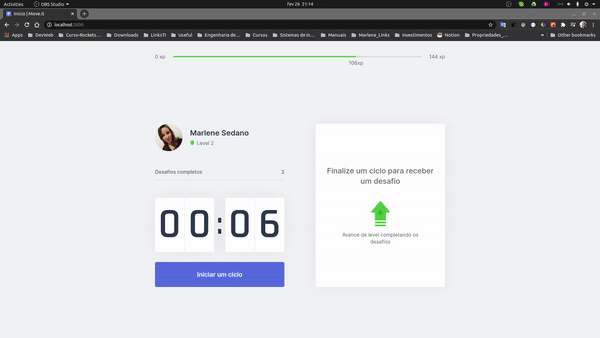 Activities OBS Studio fev 26 21:14
Início | Move.it
localhost:3000
Apps DevWeb Curso-Rockets... Downloads LinksTI Useful Engenharia de... Cursos Sistemas de In... Manuais Marlene_Links Investimentos Notion Propriedades_... » Other bookmarks
0 xp 144 xp
106xp
Marlene Sedano
Level 2
Desafios completos 2
00:06
Iniciar um ciclo
Finalize um ciclo para receber
um desafio
Avance de level completando os
desafios